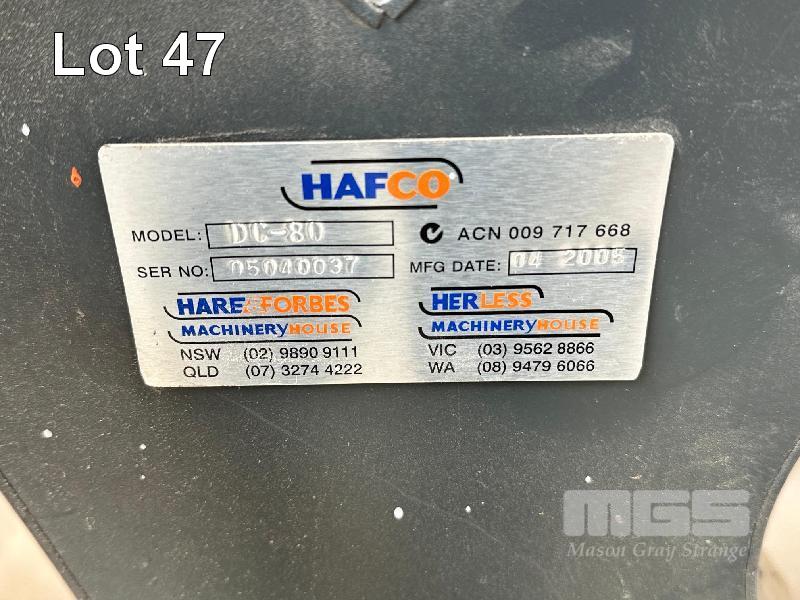 Lot 47
HAFCO
MODEL: DC-80
ACN 009 717 668
SER NO: 05040037
MFG DATE: 04 2005
HARE & FORBES
MACHINERYHOUSE
HERLESS
MACHINERYHOUSE
NSW (02) 9890 9111
VIC (03) 9562 8866
QLD (07) 3274 4222
WA (08) 9479 6066
MGS
Mason Gray Strange